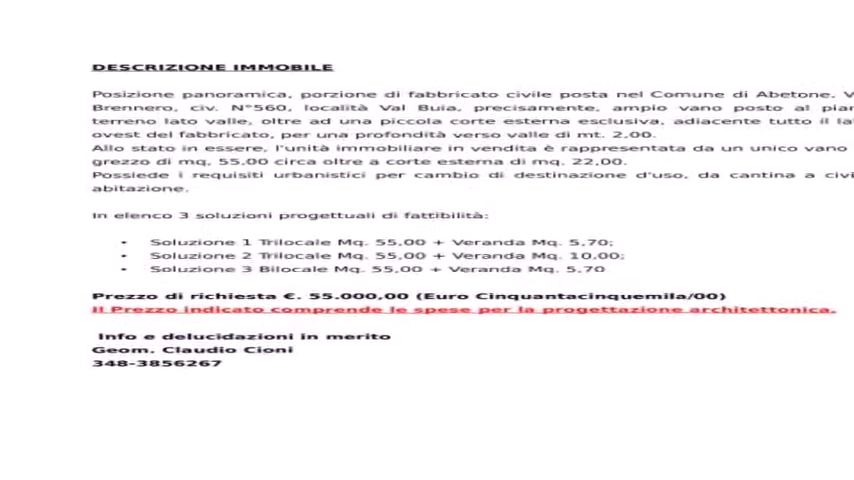 DESCRIZIONE IMMOBILE
Posizione panoramica, porzione di fabbricato civile posta nel Comune di Abetone, V
Brennero, civ. N°560, località Val Buia, precisamente, ampio vano posto al pian
terreno lato valle, oltre ad una piccola corte esterna esclusiva, adiacente tutto il la
ovest del fabbricato, per una profondità verso valle di mt. 2,00.
Allo stato in essere, l'unità immobiliare in vendita è rappresentata da un unico vano
grezzo di mq, 55,00 circa oltre a corte esterna di mq. 22,00.
Possiede i requisiti urbanistici per cambio di destinazione d'uso, da cantina a civi
abitazione.
In elenco 3 soluzioni progettuali di fattibilità:
• Soluzione 1 Trilocale Mq. 55,00 + Veranda Mq. 5,70;
• Soluzione 2 Trilocale Mq. 55,00 + Veranda Mq. 10,00;
• Soluzione 3 Bilocale Mq. 55,00 + Veranda Mq. 5,70
Prezzo di richiesta €. 55.000,00 (Euro Cinquantacinquemila/00)
Il Prezzo indicato comprende le spese per la progettazione architettonica.
Info e delucidazioni in merito
Geom. Claudio Cioni
348-3856267